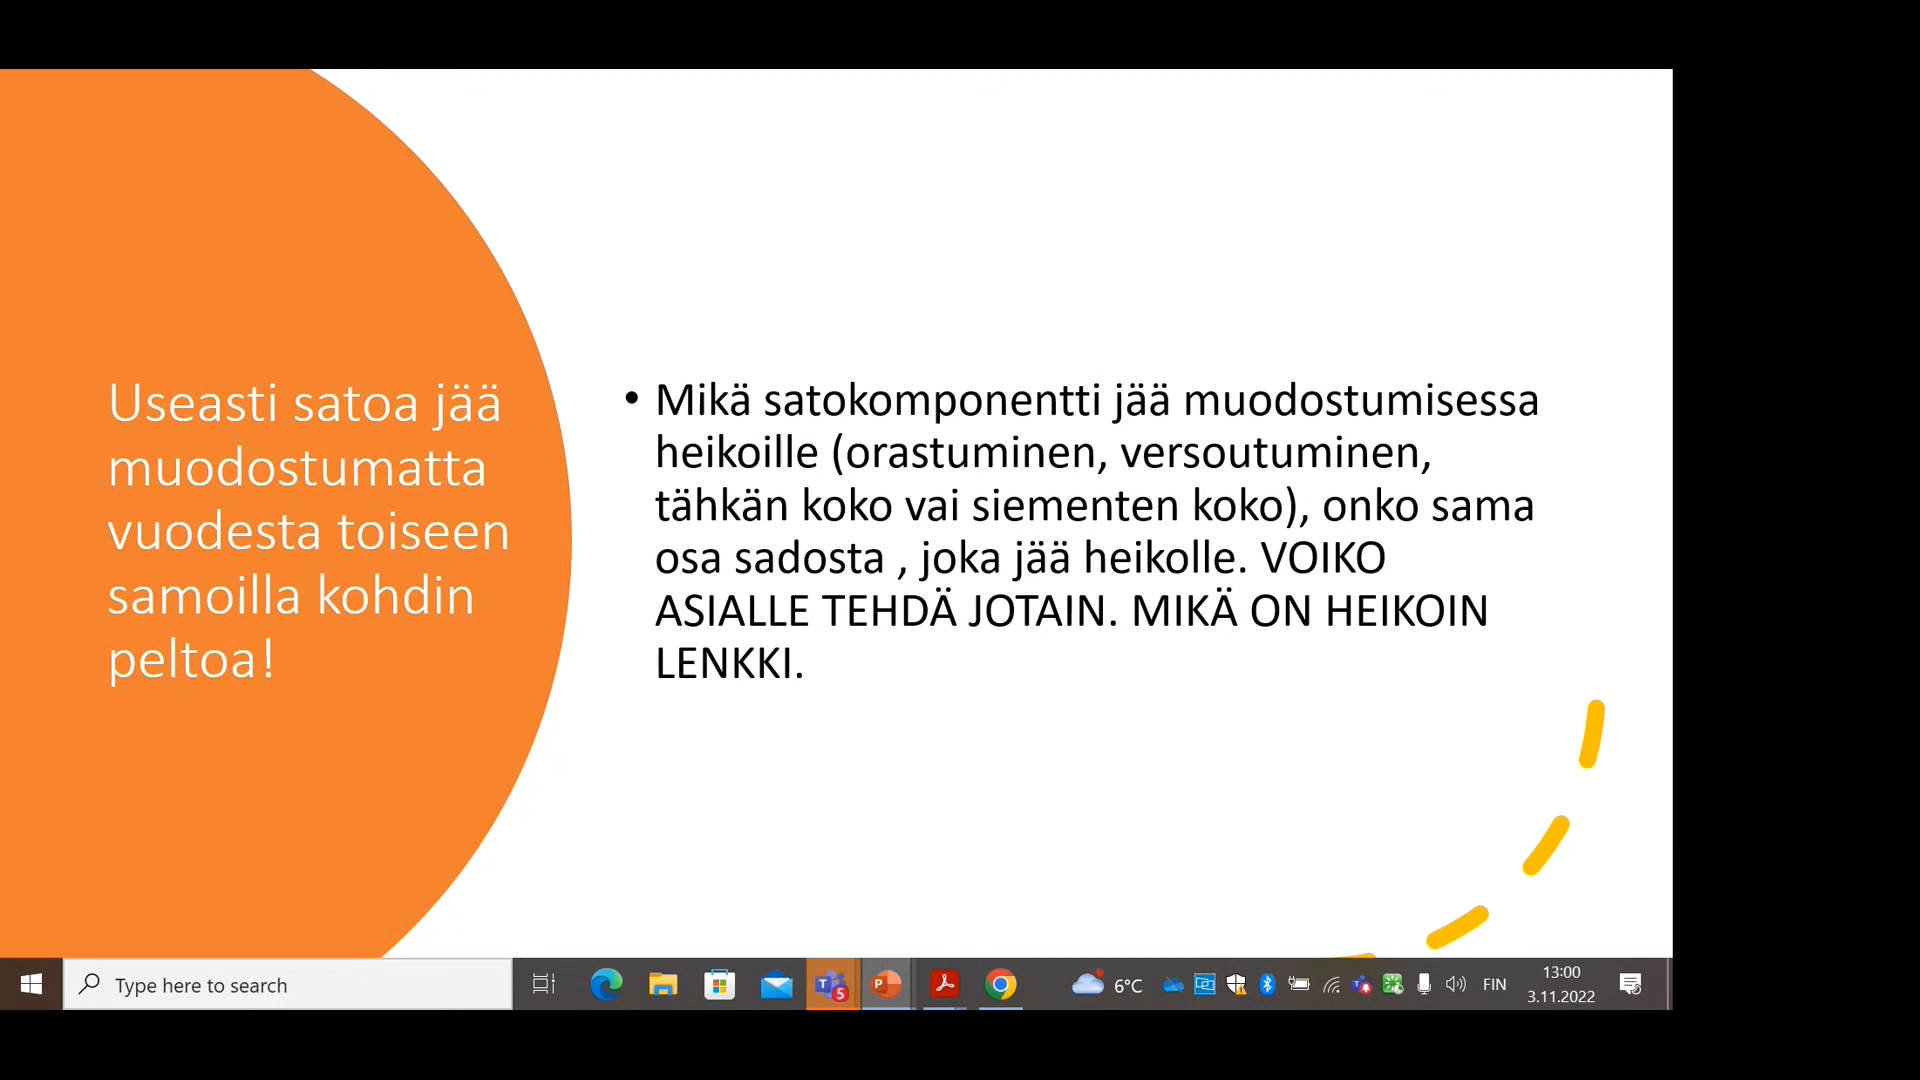 Useasti satoa jää
muodostumatta
vuodesta toiseen
samoilla kohdin
peltoa!
• Mikä satokomponentti jää muodostumisessa
heikoille (orastuminen, versoutuminen,
tähkän koko vai siementen koko), onko sama
osa sadosta , joka jää heikolle. VOIKO
ASIALLE TEHDÄ JOTAIN. MIKÄ ON HEIKOIN
LENKKI.
Type here to search
5
6°C
FIN
13:00
3.11.2022